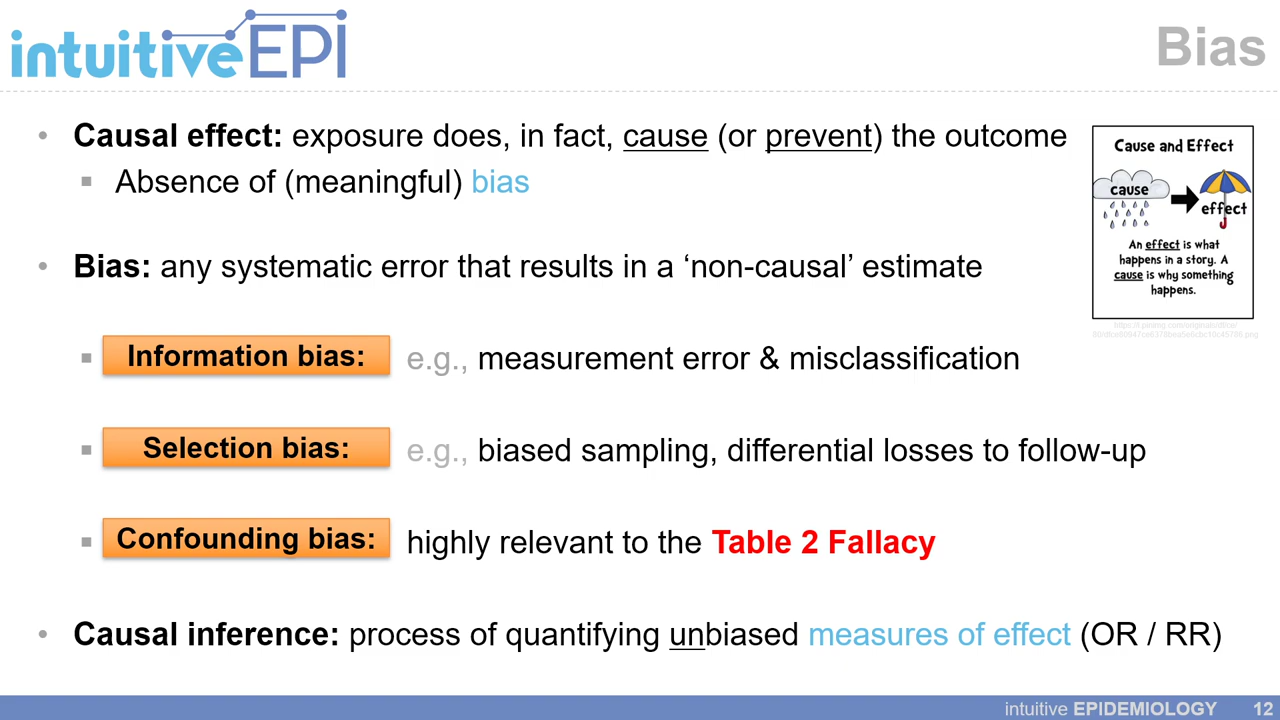 intuitiveEPI
Bias
• Causal effect: exposure does, in fact, cause (or prevent) the outcome
▪ Absence of (meaningful) bias
Cause and Effect
cause
effect
An effect is what
happens in a story. A
cause is why something
happens.
• Bias: any systematic error that results in a ‘non-causal’ estimate
▪ Information bias: e.g., measurement error & misclassification
▪ Selection bias: e.g., biased sampling, differential losses to follow-up
▪ Confounding bias: highly relevant to the Table 2 Fallacy
• Causal inference: process of quantifying unbiased measures of effect (OR / RR)
intuitive EPIDEMIOLOGY 12